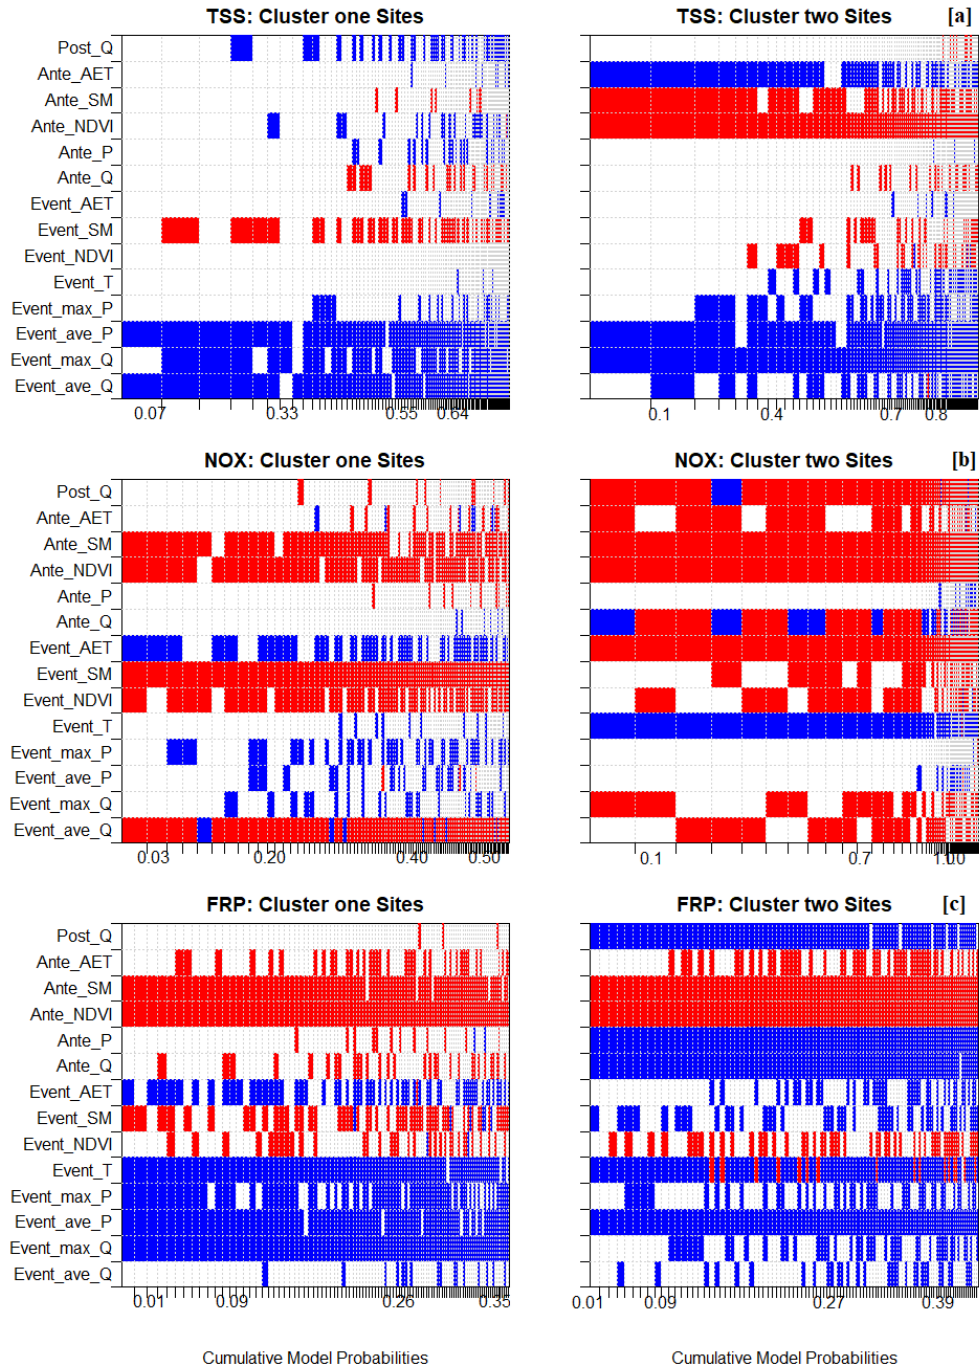 TSS: Cluster one Sites
TSS: Cluster two Sites [a]
Post_Q
Ante_AET
Ante_SM
Ante_NDVI
Ante_P
Ante_Q
Event_AET
Event_SM
Event_NDVI
Event_T
Event_max_P
Event_ave_P
Event_max_Q
Event_ave_Q
0.07 0.33 0.55 0.64
0.1 0.4 0.7 0.8
NOX: Cluster one Sites
NOX: Cluster two Sites [b]
Post_Q
Ante_AET
Ante_SM
Ante_NDVI
Ante_P
Ante_Q
Event_AET
Event_SM
Event_NDVI
Event_T
Event_max_P
Event_ave_P
Event_max_Q
Event_ave_Q
0.03 0.20 0.40 0.50
0.1 0.7
FRP: Cluster one Sites
FRP: Cluster two Sites [c]
Post_Q
Ante_AET
Ante_SM
Ante_NDVI
Ante_P
Ante_Q
Event_AET
Event_SM
Event_NDVI
Event_T
Event_max_P
Event_ave_P
Event_max_Q
Event_ave_Q
0.01 0.09 0.26 0.35
0.01 0.09 0.27 0.39
Cumulative Model Probabilities
Cumulative Model Probabilities